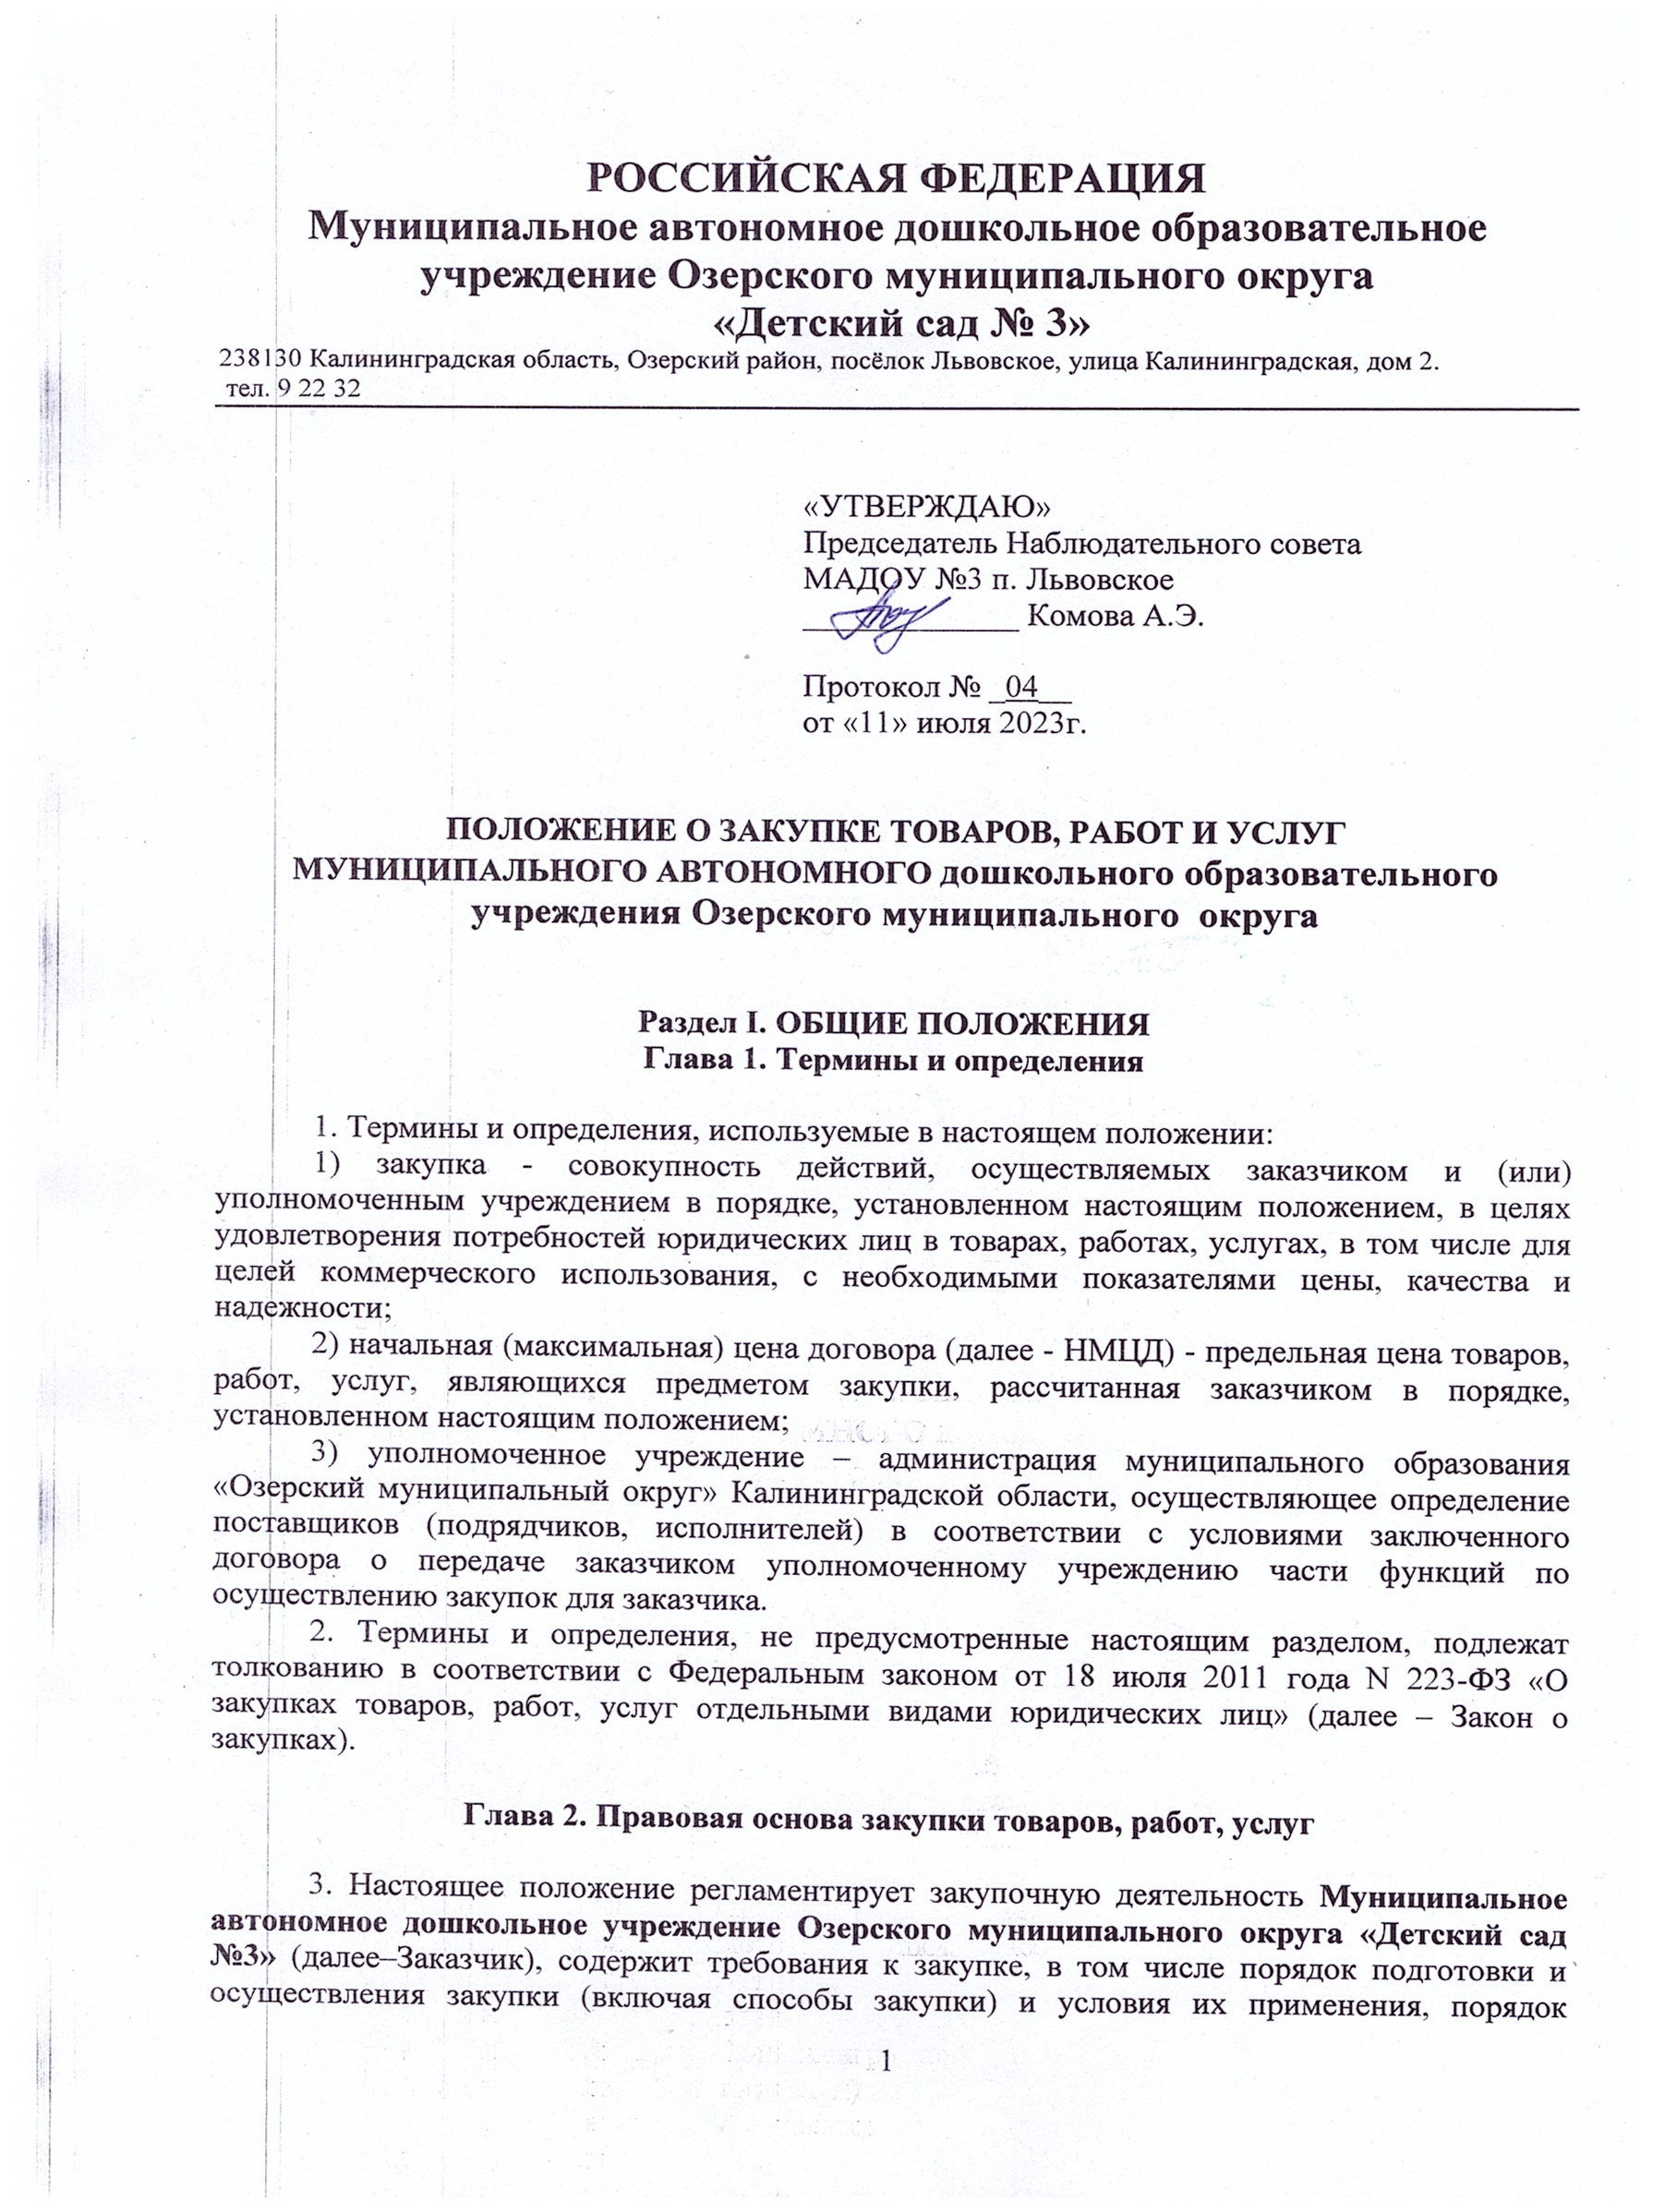 РОССИЙСКАЯ ФЕДЕРАЦИЯ
Муниципальное автономное дошкольное образовательное
учреждение Озерского муниципального округа
«Детский сад № 3»
238130 Калининградская область, Озерский район, посёлок Львовское, улица Калининградская, дом 2.
тел. 9 22 32
«УТВЕРЖДАЮ»
Председатель Наблюдательного совета
МАДОУ №3 п. Львовское
_____________ Комова А.Э.
Протокол № _04__
от «11» июля 2023г.
ПОЛОЖЕНИЕ О ЗАКУПКЕ ТОВАРОВ, РАБОТ И УСЛУГ
МУНИЦИПАЛЬНОГО АВТОНОМНОГО дошкольного образовательного
учреждения Озерского муниципального округа
Раздел I. ОБЩИЕ ПОЛОЖЕНИЯ
Глава 1. Термины и определения
1. Термины и определения, используемые в настоящем положении:
1) закупка - совокупность действий, осуществляемых заказчиком и (или)
уполномоченным учреждением в порядке, установленном настоящим положением, в целях
удовлетворения потребностей юридических лиц в товарах, работах, услугах, в том числе для
целей коммерческого использования, с необходимыми показателями цены, качества и
надежности;
2) начальная (максимальная) цена договора (далее - НМЦД) - предельная цена товаров,
работ, услуг, являющихся предметом закупки, рассчитанная заказчиком в порядке,
установленном настоящим положением;
3) уполномоченное учреждение – администрация муниципального образования
«Озерский муниципальный округ» Калининградской области, осуществляющее определение
поставщиков (подрядчиков, исполнителей) в соответствии с условиями заключенного
договора о передаче заказчиком уполномоченному учреждению части функций по
осуществлению закупок для заказчика.
2. Термины и определения, не предусмотренные настоящим разделом, подлежат
толкованию в соответствии с Федеральным законом от 18 июля 2011 года N 223-ФЗ «О
закупках товаров, работ, услуг отдельными видами юридических лиц» (далее – Закон о
закупках).
Глава 2. Правовая основа закупки товаров, работ, услуг
3. Настоящее положение регламентирует закупочную деятельность Муниципальное
автономное дошкольное учреждение Озерского муниципального округа «Детский сад
№3» (далее–Заказчик), содержит требования к закупке, в том числе порядок подготовки и
осуществления закупки (включая способы закупки) и условия их применения, порядок
1